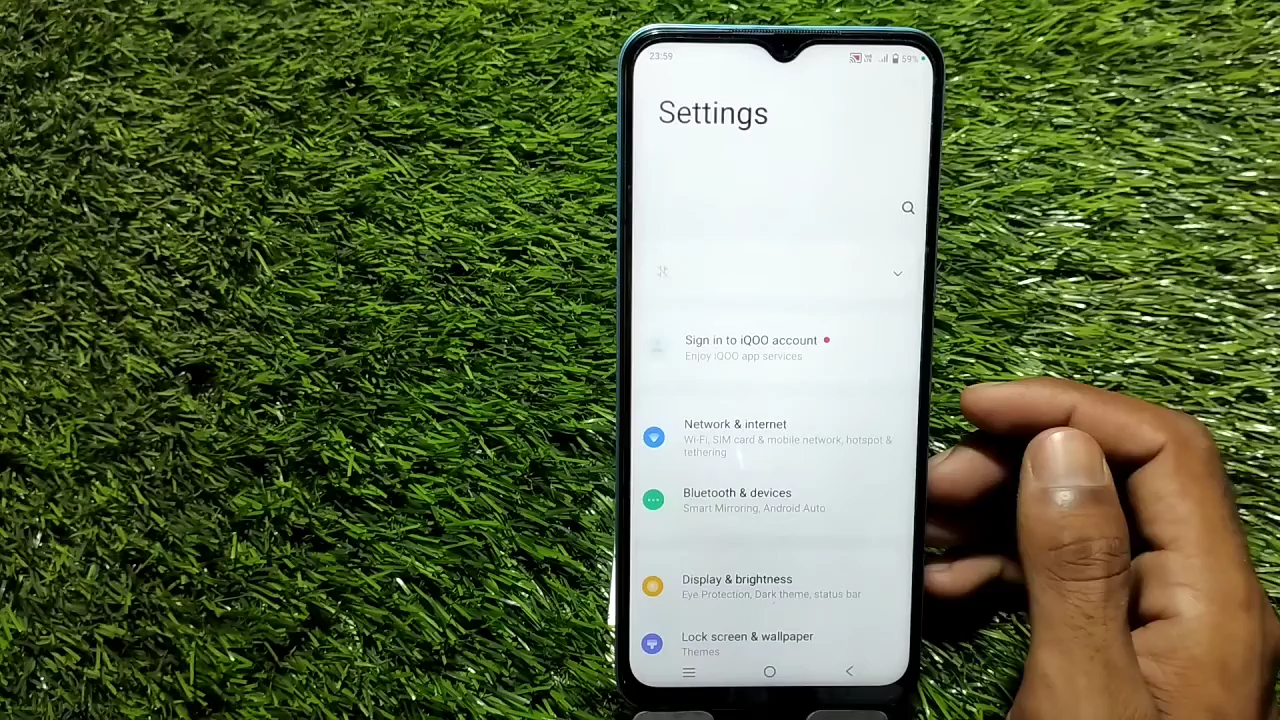 23:59
59%
Settings
Sign in to iQOO account
Enjoy iQOO app services
Network & internet
Wi-Fi, SIM card & mobile network, hotspot &
tethering
Bluetooth & devices
Smart Mirroring, Android Auto
Display & brightness
Eye Protection, Dark theme, status bar
Lock screen & wallpaper
Themes